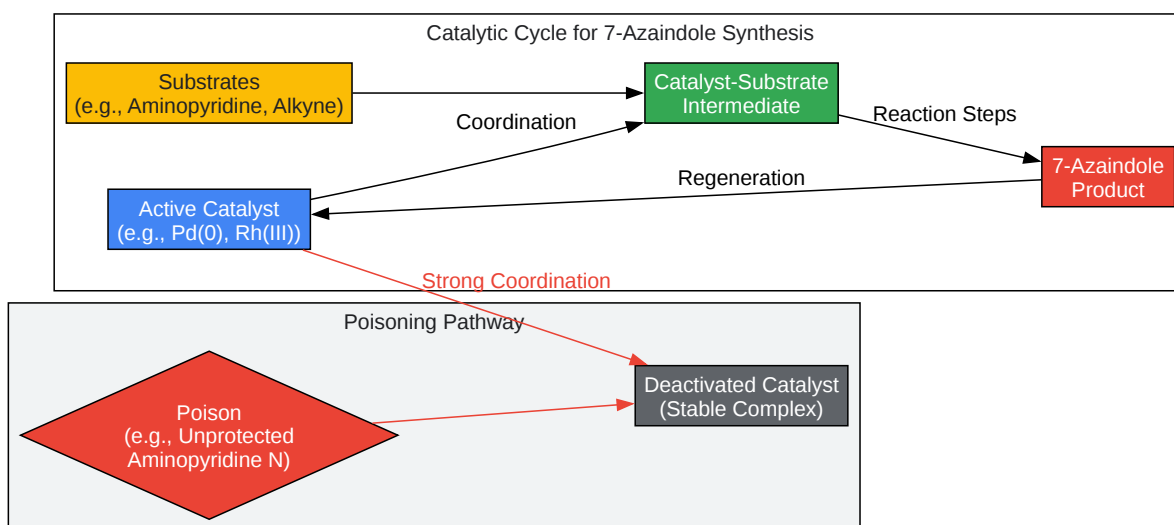 Catalytic Cycle for 7-Azaindole Synthesis
Substrates
(e.g., Aminopyridine, Alkyne)
Catalyst-Substrate
Intermediate
Coordination
Reaction Steps
7-Azaindole
Product
Regeneration
Active Catalyst
(e.g., Pd(0), Rh(III))
Strong Coordination
Poisoning Pathway
Deactivated Catalyst
(Stable Complex)
Poison
(e.g., Unprotected
Aminopyridine N)